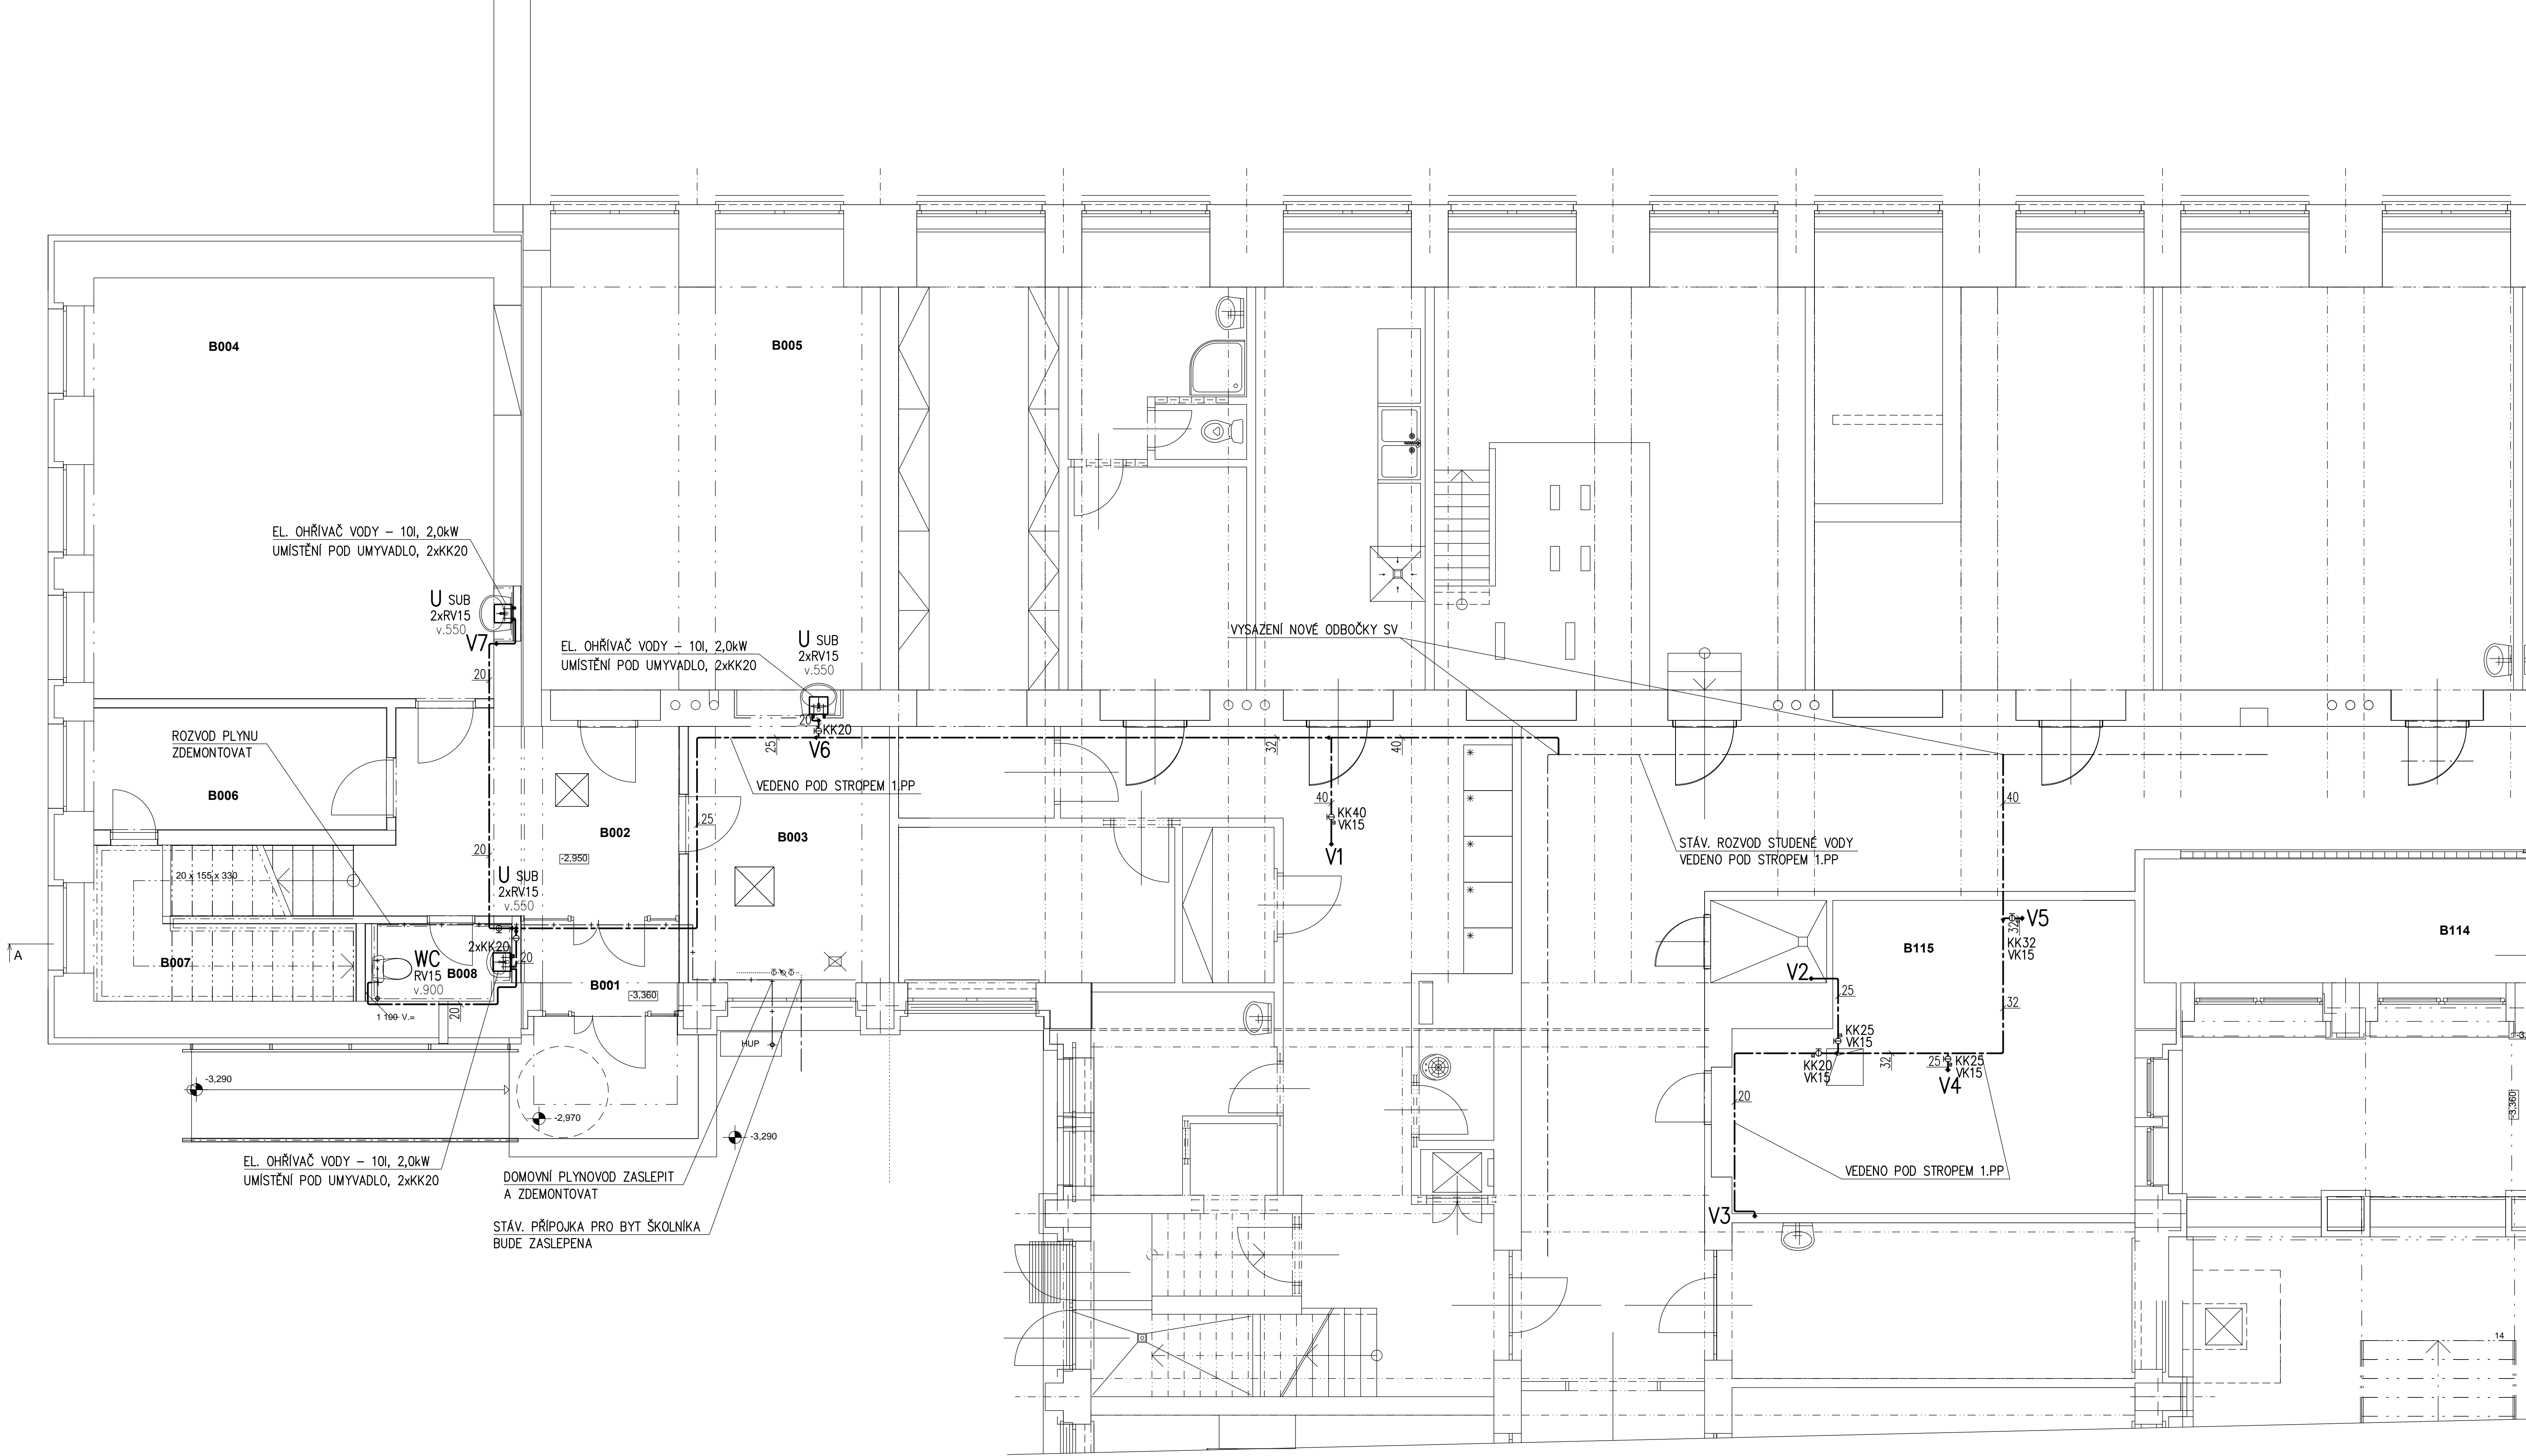 B004
B005
EL. OHŘÍVAČ VODY – 10l, 2,0kW
UMÍSTĚNÍ POD UMYVADLO, 2xKK20
U SUB
2xRV15
v.550
V7
20
EL. OHŘÍVAČ VODY – 10l, 2,0kW
UMÍSTĚNÍ POD UMYVADLO, 2xKK20
U SUB
2xRV15
v.550
20
KK20
V6
25
32
40
VYSAZENÍ NOVÉ ODBOČKY SV
ROZVOD PLYNU
ZDEMONTOVAT
VEDENO POD STROPEM 1.PP
B006
B002
-2,950
25
B003
40
KK40
VK15
V1
40
STÁV. ROZVOD STUDENÉ VODY
VEDENO POD STROPEM 1.PP
20
20 x 155 x 330
U SUB
2xRV15
v.550
A
B007
2xKK20
20
WC
RV15
v.900
B008
1 100 V.=
20
B001
-3,360
HUP
B115
V5
32
KK32
VK15
B114
V2
25
32
KK25
VK15
KK20
VK15
32
25
KK25
VK15
V4
20
-3,360
-3,290
-2,970
-3,290
EL. OHŘÍVAČ VODY – 10l, 2,0kW
UMÍSTĚNÍ POD UMYVADLO, 2xKK20
DOMOVNÍ PLYNOVOD ZASLEPIT
A ZDEMONTOVAT
STÁV. PŘÍPOJKA PRO BYT ŠKOLNÍKA
BUDE ZASLEPENA
VEDENO POD STROPEM 1.PP
V3
14